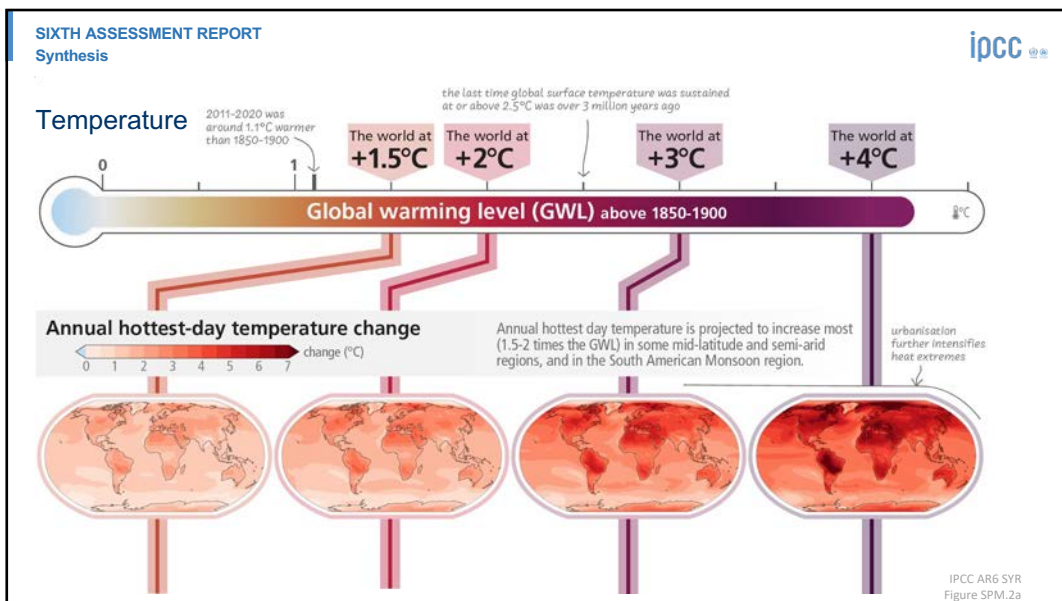 SIXTH ASSESSMENT REPORT
Synthesis
ipcc
Temperature
2011-2020 was
around 1.1°C warmer
than 1850-1900
the last time global surface temperature was sustained
at or above 2.5°C was over 3 million years ago
The world at
+1.5°C
The world at
+2°C
The world at
+3°C
The world at
+4°C
0
1
Global warming level (GWL) above 1850-1900
°C
Annual hottest-day temperature change
change (°C)
0 1 2 3 4 5 6 7
Annual hottest day temperature is projected to increase most
(1.5-2 times the GWL) in some mid-latitude and semi-arid
regions, and in the South American Monsoon region.
urbanisation
further intensifies
heat extremes
IPCC AR6 SYR
Figure SPM.2a